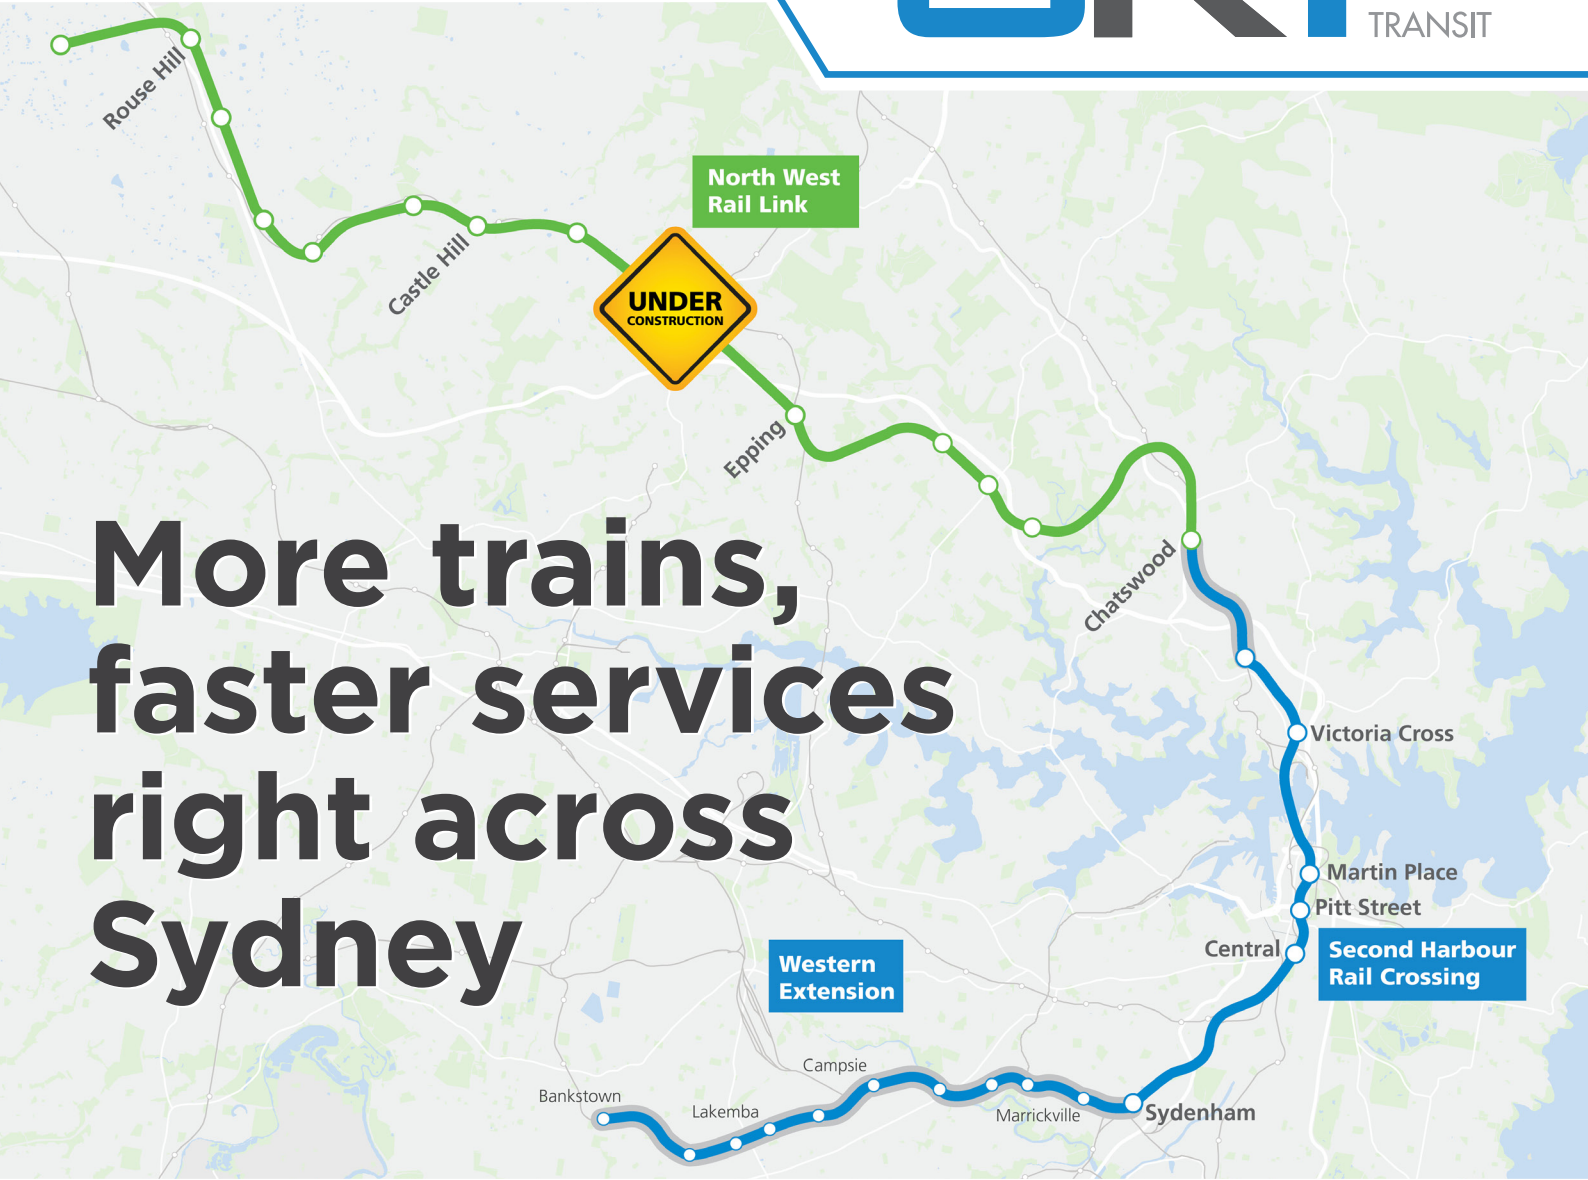 TRANSIT
Rouse Hill
North West
Rail Link
Castle Hill
UNDER
CONSTRUCTION
Epping
Chatswood
More trains,
faster services
right across
Sydney
Victoria Cross
Martin Place
Pitt Street
Central
Second Harbour
Rail Crossing
Western
Extension
Campsie
Bankstown
Lakemba
Marrickville
Sydenham